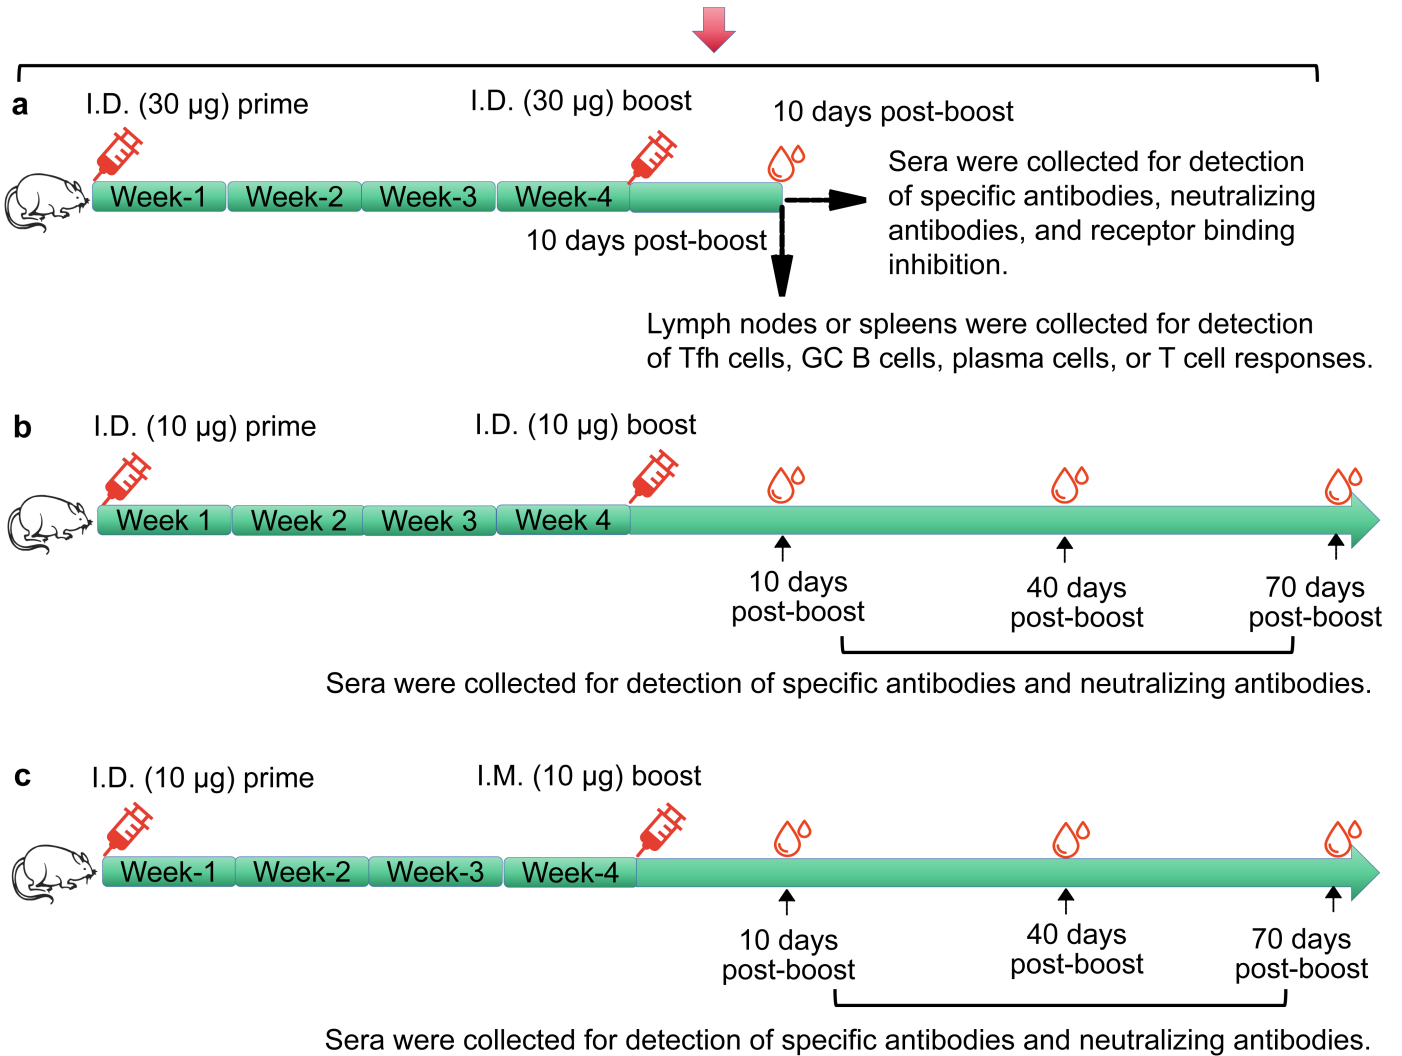 a
I.D. (30 µg) prime
I.D. (30 µg) boost
10 days post-boost
Week-1
Week-2
Week-3
Week-4
Sera were collected for detection
of specific antibodies, neutralizing
antibodies, and receptor binding
inhibition.
10 days post-boost
Lymph nodes or spleens were collected for detection
of Tfh cells, GC B cells, plasma cells, or T cell responses.
b
I.D. (10 µg) prime
I.D. (10 µg) boost
Week 1
Week 2
Week 3
Week 4
10 days
post-boost
40 days
post-boost
70 days
post-boost
Sera were collected for detection of specific antibodies and neutralizing antibodies.
c
I.D. (10 µg) prime
I.M. (10 µg) boost
Week-1
Week-2
Week-3
Week-4
10 days
post-boost
40 days
post-boost
70 days
post-boost
Sera were collected for detection of specific antibodies and neutralizing antibodies.